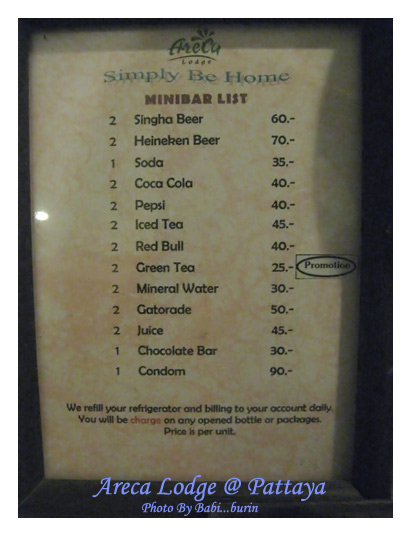 Areca
Lodge
Simply Be Home
MINIBAR LIST
2 Singha Beer 60.-
2 Heineken Beer 70.-
1 Soda 35.-
2 Coca Cola 40.-
2 Pepsi 40.-
2 Iced Tea 45.-
2 Red Bull 40.-
2 Green Tea 25.- Promotion
2 Mineral Water 30.-
2 Gatorade 50.-
2 Juice 45.-
1 Chocolate Bar 30.-
1 Condom 90.-
We refill your refrigerator and billing to your account daily.
You will be charge on any opened bottle or packages.
Price is per unit.
Areca Lodge @ Pattaya
Photo By Babi...burin